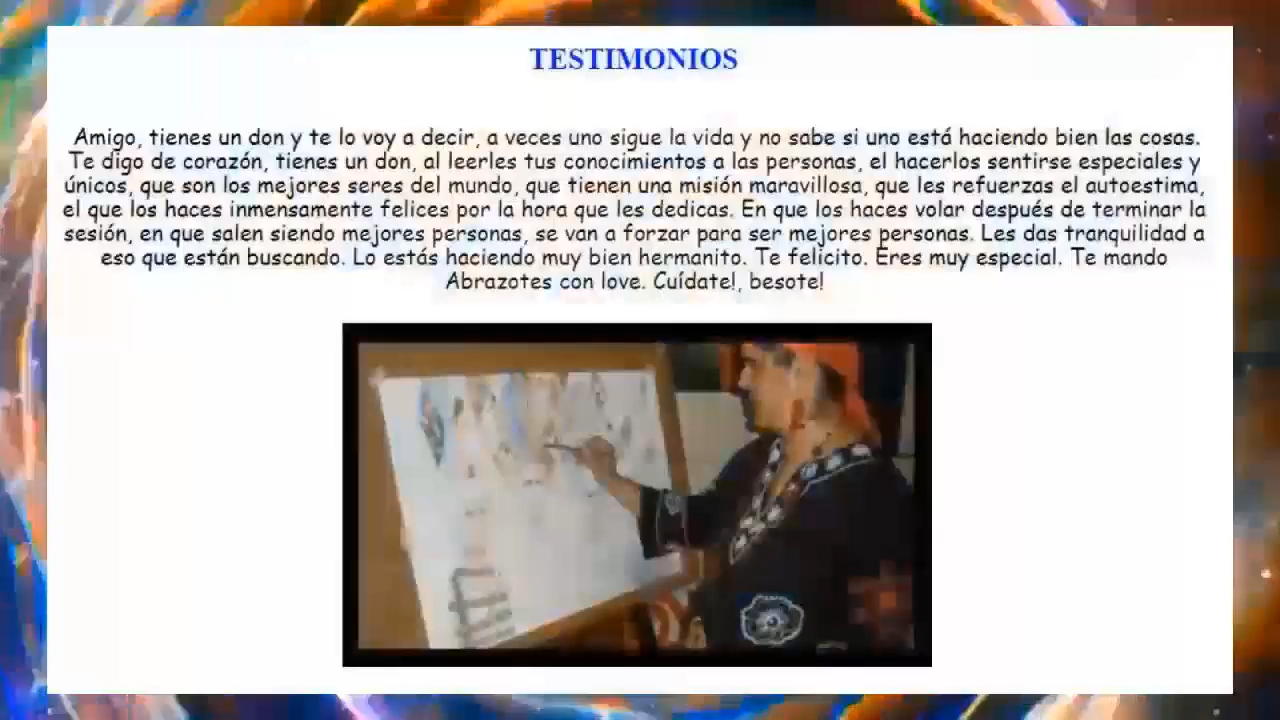 TESTIMONIOS
Amigo, tienes un don y te lo voy a decir, a veces uno sigue la vida y no sabe si uno está haciendo bien las cosas.
Te digo de corazón, tienes un don, al leerles tus conocimientos a las personas, el hacerlos sentirse especiales y
únicos, que son los mejores seres del mundo, que tienen una misión maravillosa, que les refuerzas el autoestima,
el que los haces inmensamente felices por la hora que les dedicas. En que los haces volar después de terminar la
sesión, en que salen siendo mejores personas, se van a forzar para ser mejores personas. Les das tranquilidad a
eso que están buscando. Lo estás haciendo muy bien hermanito. Te felicito. Eres muy especial. Te mando
Abrazotes con love. Cuídate!, besote!